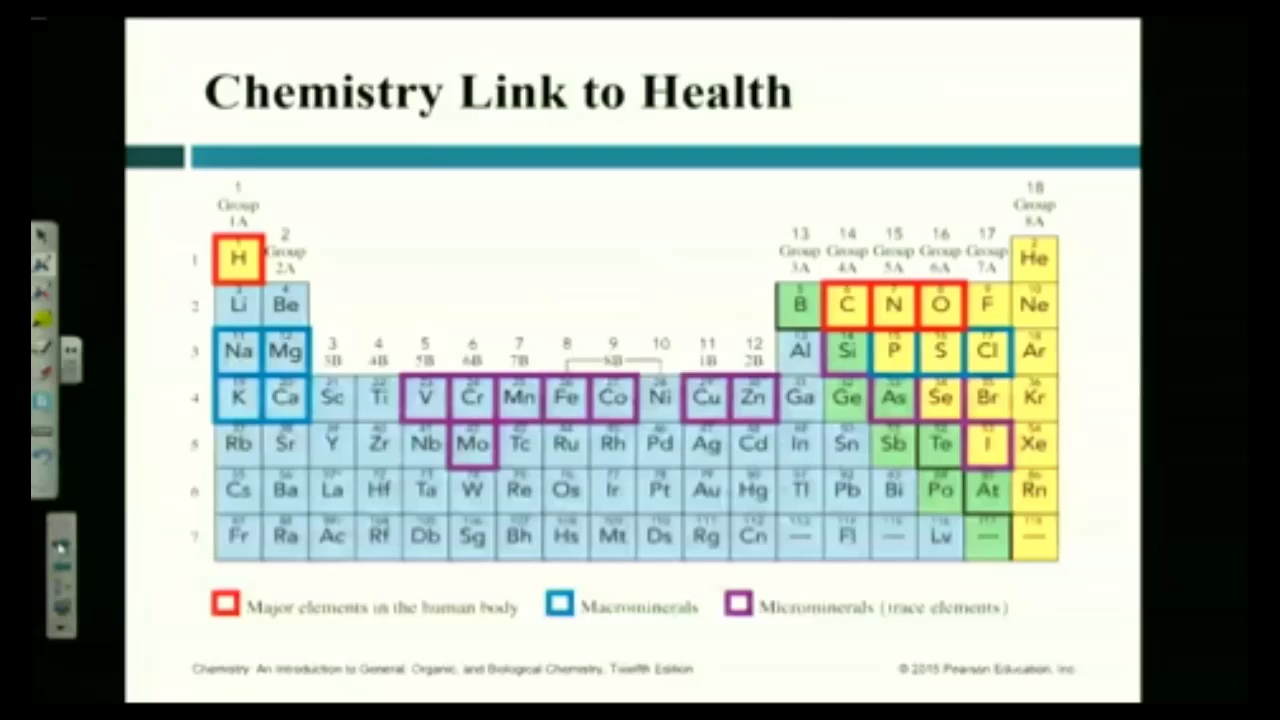 Chemistry Link to Health
1 18
Group Group
1A 8A
2 13 14 15 16 17
Group Group Group Group Group Group
2A 3A 4A 5A 6A 7A
1 H He
2 Li Be B C N O F Ne
3 4 5 6 7 8 9 10 11 12
3B 4B 5B 6B 7B 8B 1B 2B
3 Na Mg Al Si P S Cl Ar
4 K Ca Sc Ti V Cr Mn Fe Co Ni Cu Zn Ga Ge As Se Br Kr
5 Rb Sr Y Zr Nb Mo Tc Ru Rh Pd Ag Cd In Sn Sb Te I Xe
6 Cs Ba La Hf Ta W Re Os Ir Pt Au Hg Tl Pb Bi Po At Rn
7 Fr Ra Ac Rf Db Sg Bh Hs Mt Ds Rg Cn — Fl — Lv — —
Major elements in the human body Macrominerals Microminerals (trace elements)
Chemistry: An Introduction to General, Organic, and Biological Chemistry, Twelfth Edition © 2015 Pearson Education, Inc.